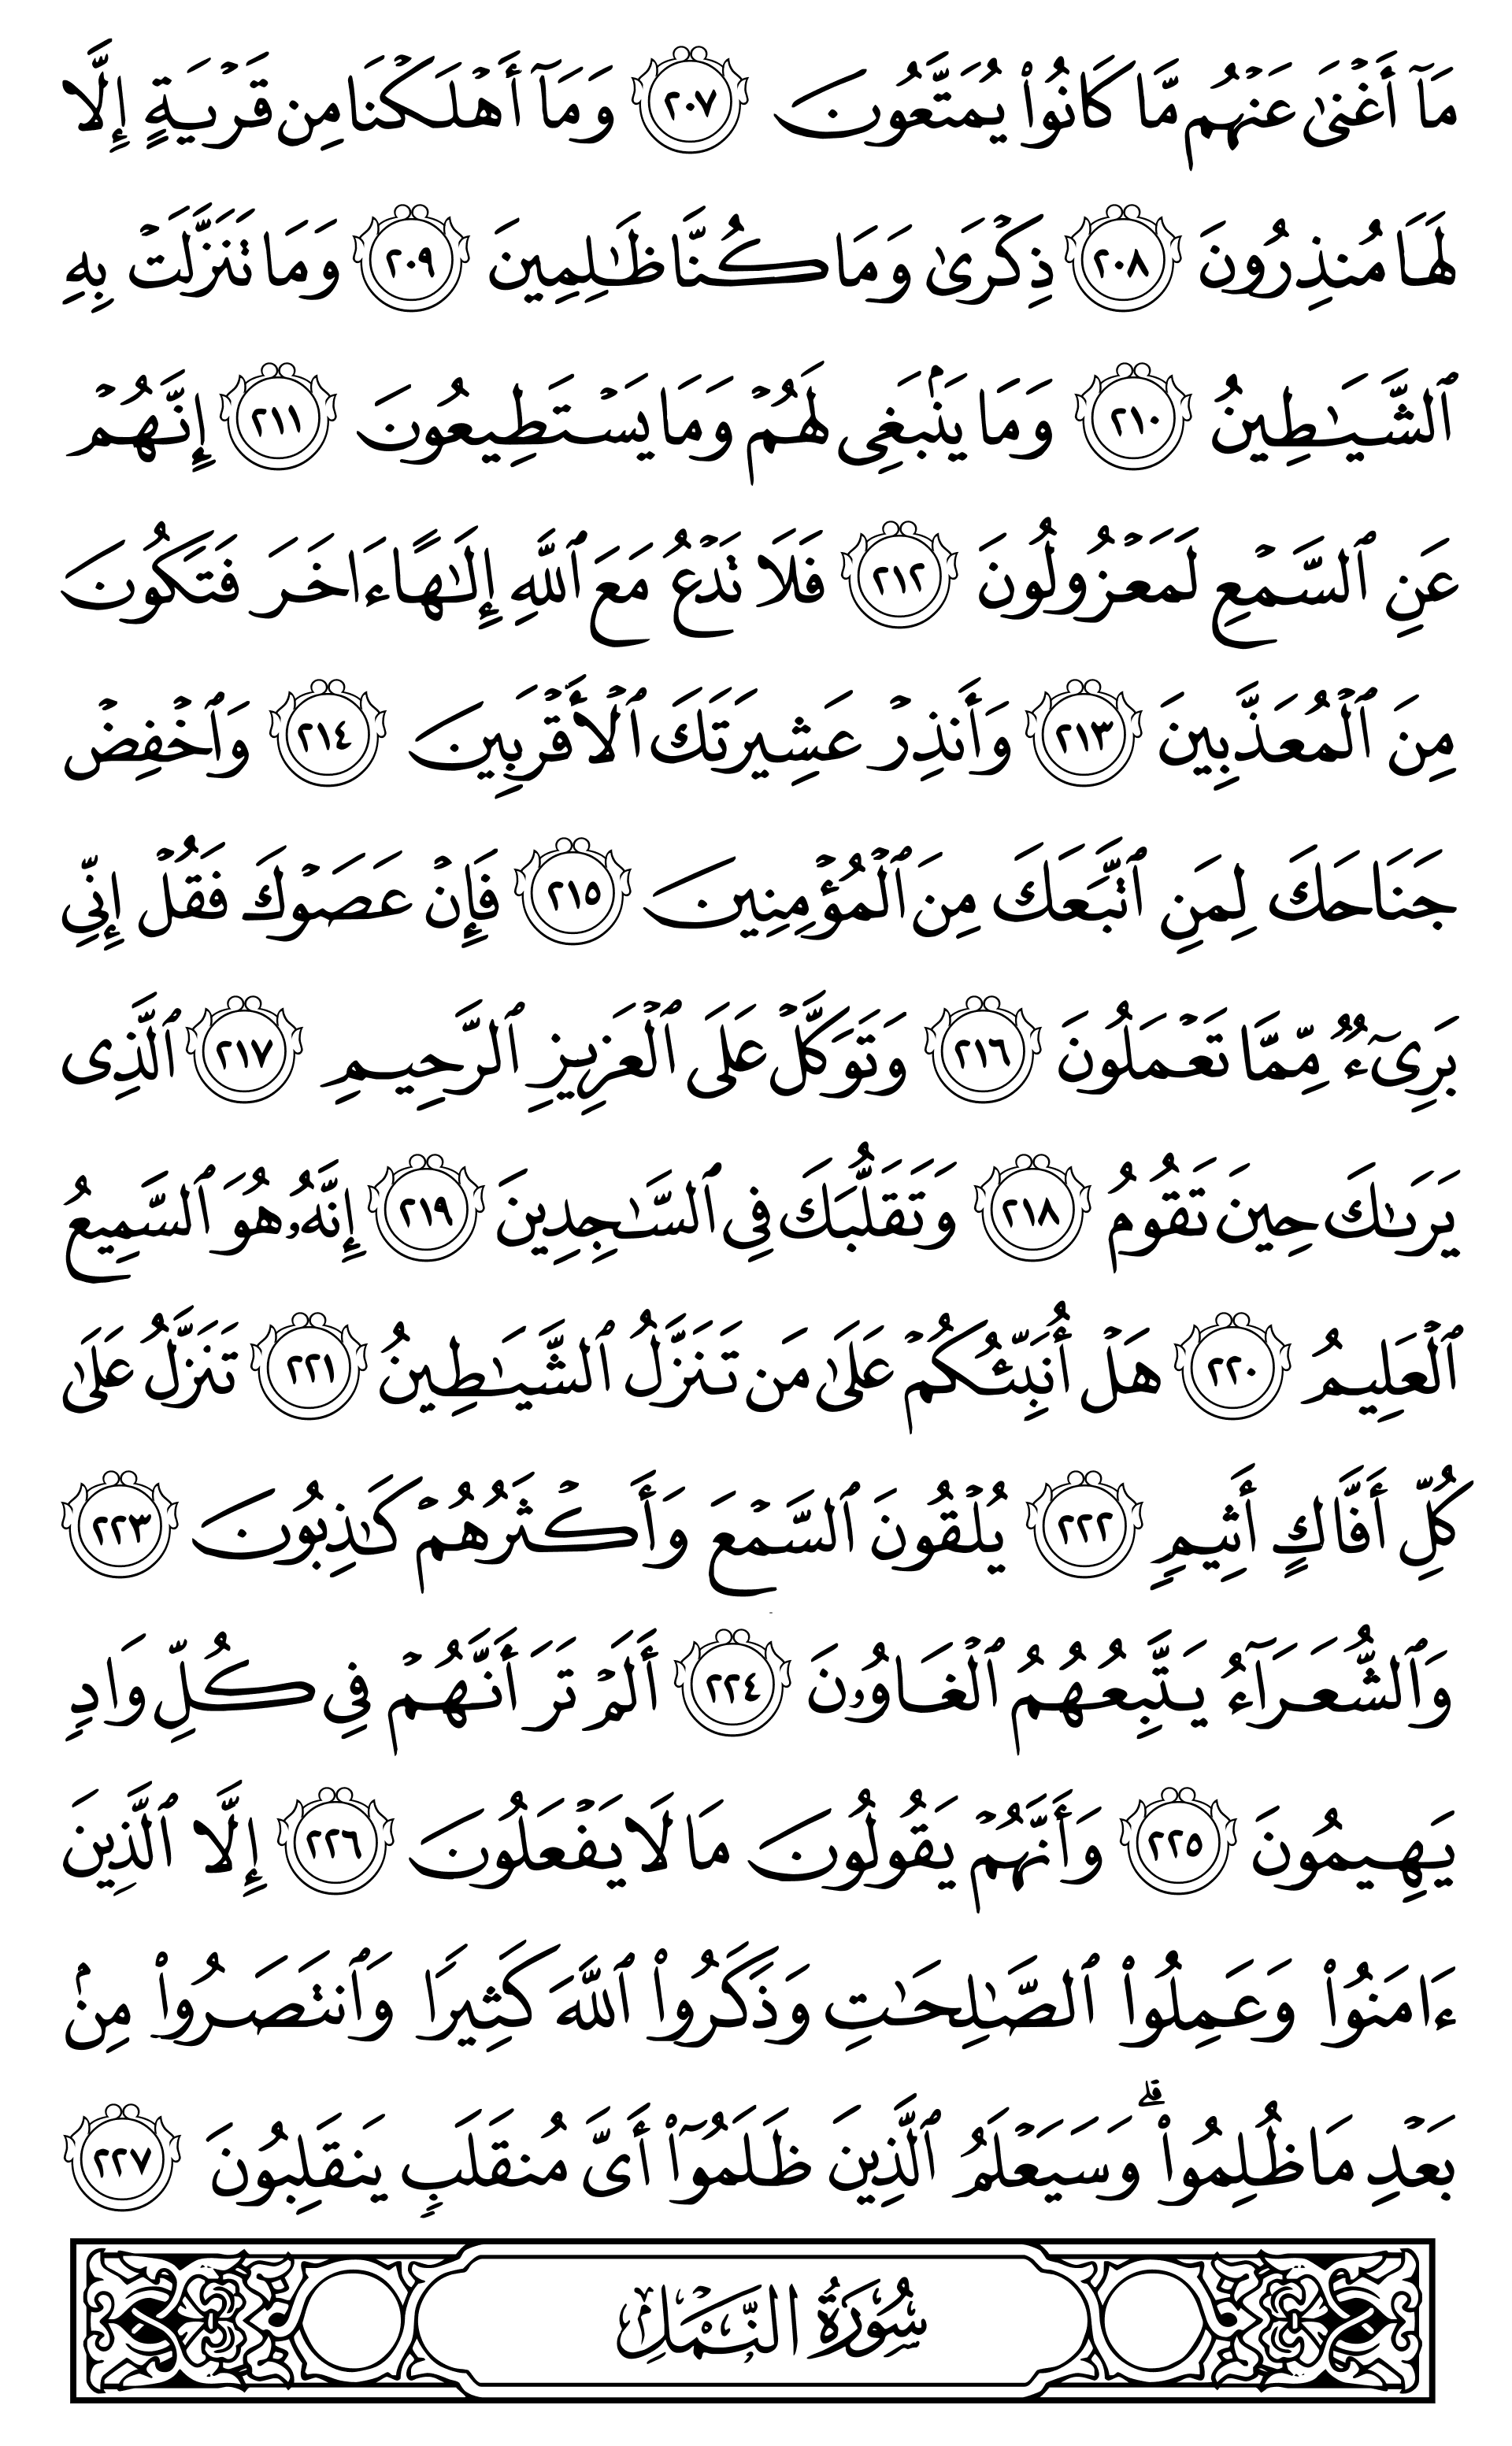 مَآ أَغْنَىٰ عَنْهُم مَّا كَانُوا۟ يُمَتَّعُونَ ٢٠٧ وَمَآ أَهْلَكْنَا مِن قَرْيَةٍ إِلَّا
لَهَا مُنذِرُونَ ٢٠٨ ذِكْرَىٰ وَمَا كُنَّا ظَـٰلِمِينَ ٢٠٩ وَمَا تَنَزَّلَتْ بِهِ
ٱلشَّيَـٰطِينُ ٢١٠ وَمَا يَنۢبَغِى لَهُمْ وَمَا يَسْتَطِيعُونَ ٢١١ إِنَّهُمْ
عَنِ ٱلسَّمْعِ لَمَعْزُولُونَ ٢١٢ فَلَا تَدْعُ مَعَ ٱللَّهِ إِلَـٰهًا ءَاخَرَ فَتَكُونَ
مِنَ ٱلْمُعَذَّبِينَ ٢١٣ وَأَنذِرْ عَشِيرَتَكَ ٱلْأَقْرَبِينَ ٢١٤ وَٱخْفِضْ
جَنَاحَكَ لِمَنِ ٱتَّبَعَكَ مِنَ ٱلْمُؤْمِنِينَ ٢١٥ فَإِنْ عَصَوْكَ فَقُلْ إِنِّى
بَرِىٓءٌ مِّمَّا تَعْمَلُونَ ٢١٦ وَتَوَكَّلْ عَلَى ٱلْعَزِيزِ ٱلرَّحِيمِ ٢١٧ ٱلَّذِى
يَرَىٰكَ حِينَ تَقُومُ ٢١٨ وَتَقَلُّبَكَ فِى ٱلسَّـٰجِدِينَ ٢١٩ إِنَّهُۥ هُوَ ٱلسَّمِيعُ
ٱلْعَلِيمُ ٢٢٠ هَلْ أُنَبِّئُكُمْ عَلَىٰ مَن تَنَزَّلُ ٱلشَّيَـٰطِينُ ٢٢١ تَنَزَّلُ عَلَىٰ
كُلِّ أَفَّاكٍ أَثِيمٍ ٢٢٢ يُلْقُونَ ٱلسَّمْعَ وَأَكْثَرُهُمْ كَـٰذِبُونَ ٢٢٣
وَٱلشُّعَرَآءُ يَتَّبِعُهُمُ ٱلْغَاوُۥنَ ٢٢٤ أَلَمْ تَرَ أَنَّهُمْ فِى كُلِّ وَادٍ
يَهِيمُونَ ٢٢٥ وَأَنَّهُمْ يَقُولُونَ مَا لَا يَفْعَلُونَ ٢٢٦ إِلَّا ٱلَّذِينَ
ءَامَنُوا۟ وَعَمِلُوا۟ ٱلصَّـٰلِحَـٰتِ وَذَكَرُوا۟ ٱللَّهَ كَثِيرًا وَٱنتَصَرُوا۟ مِنۢ
بَعْدِ مَا ظُلِمُوا۟ ۗ وَسَيَعْلَمُ ٱلَّذِينَ ظَلَمُوٓا۟ أَىَّ مُنقَلَبٍ يَنقَلِبُونَ ٢٢٧
سُورَةُ النَّمْلِ